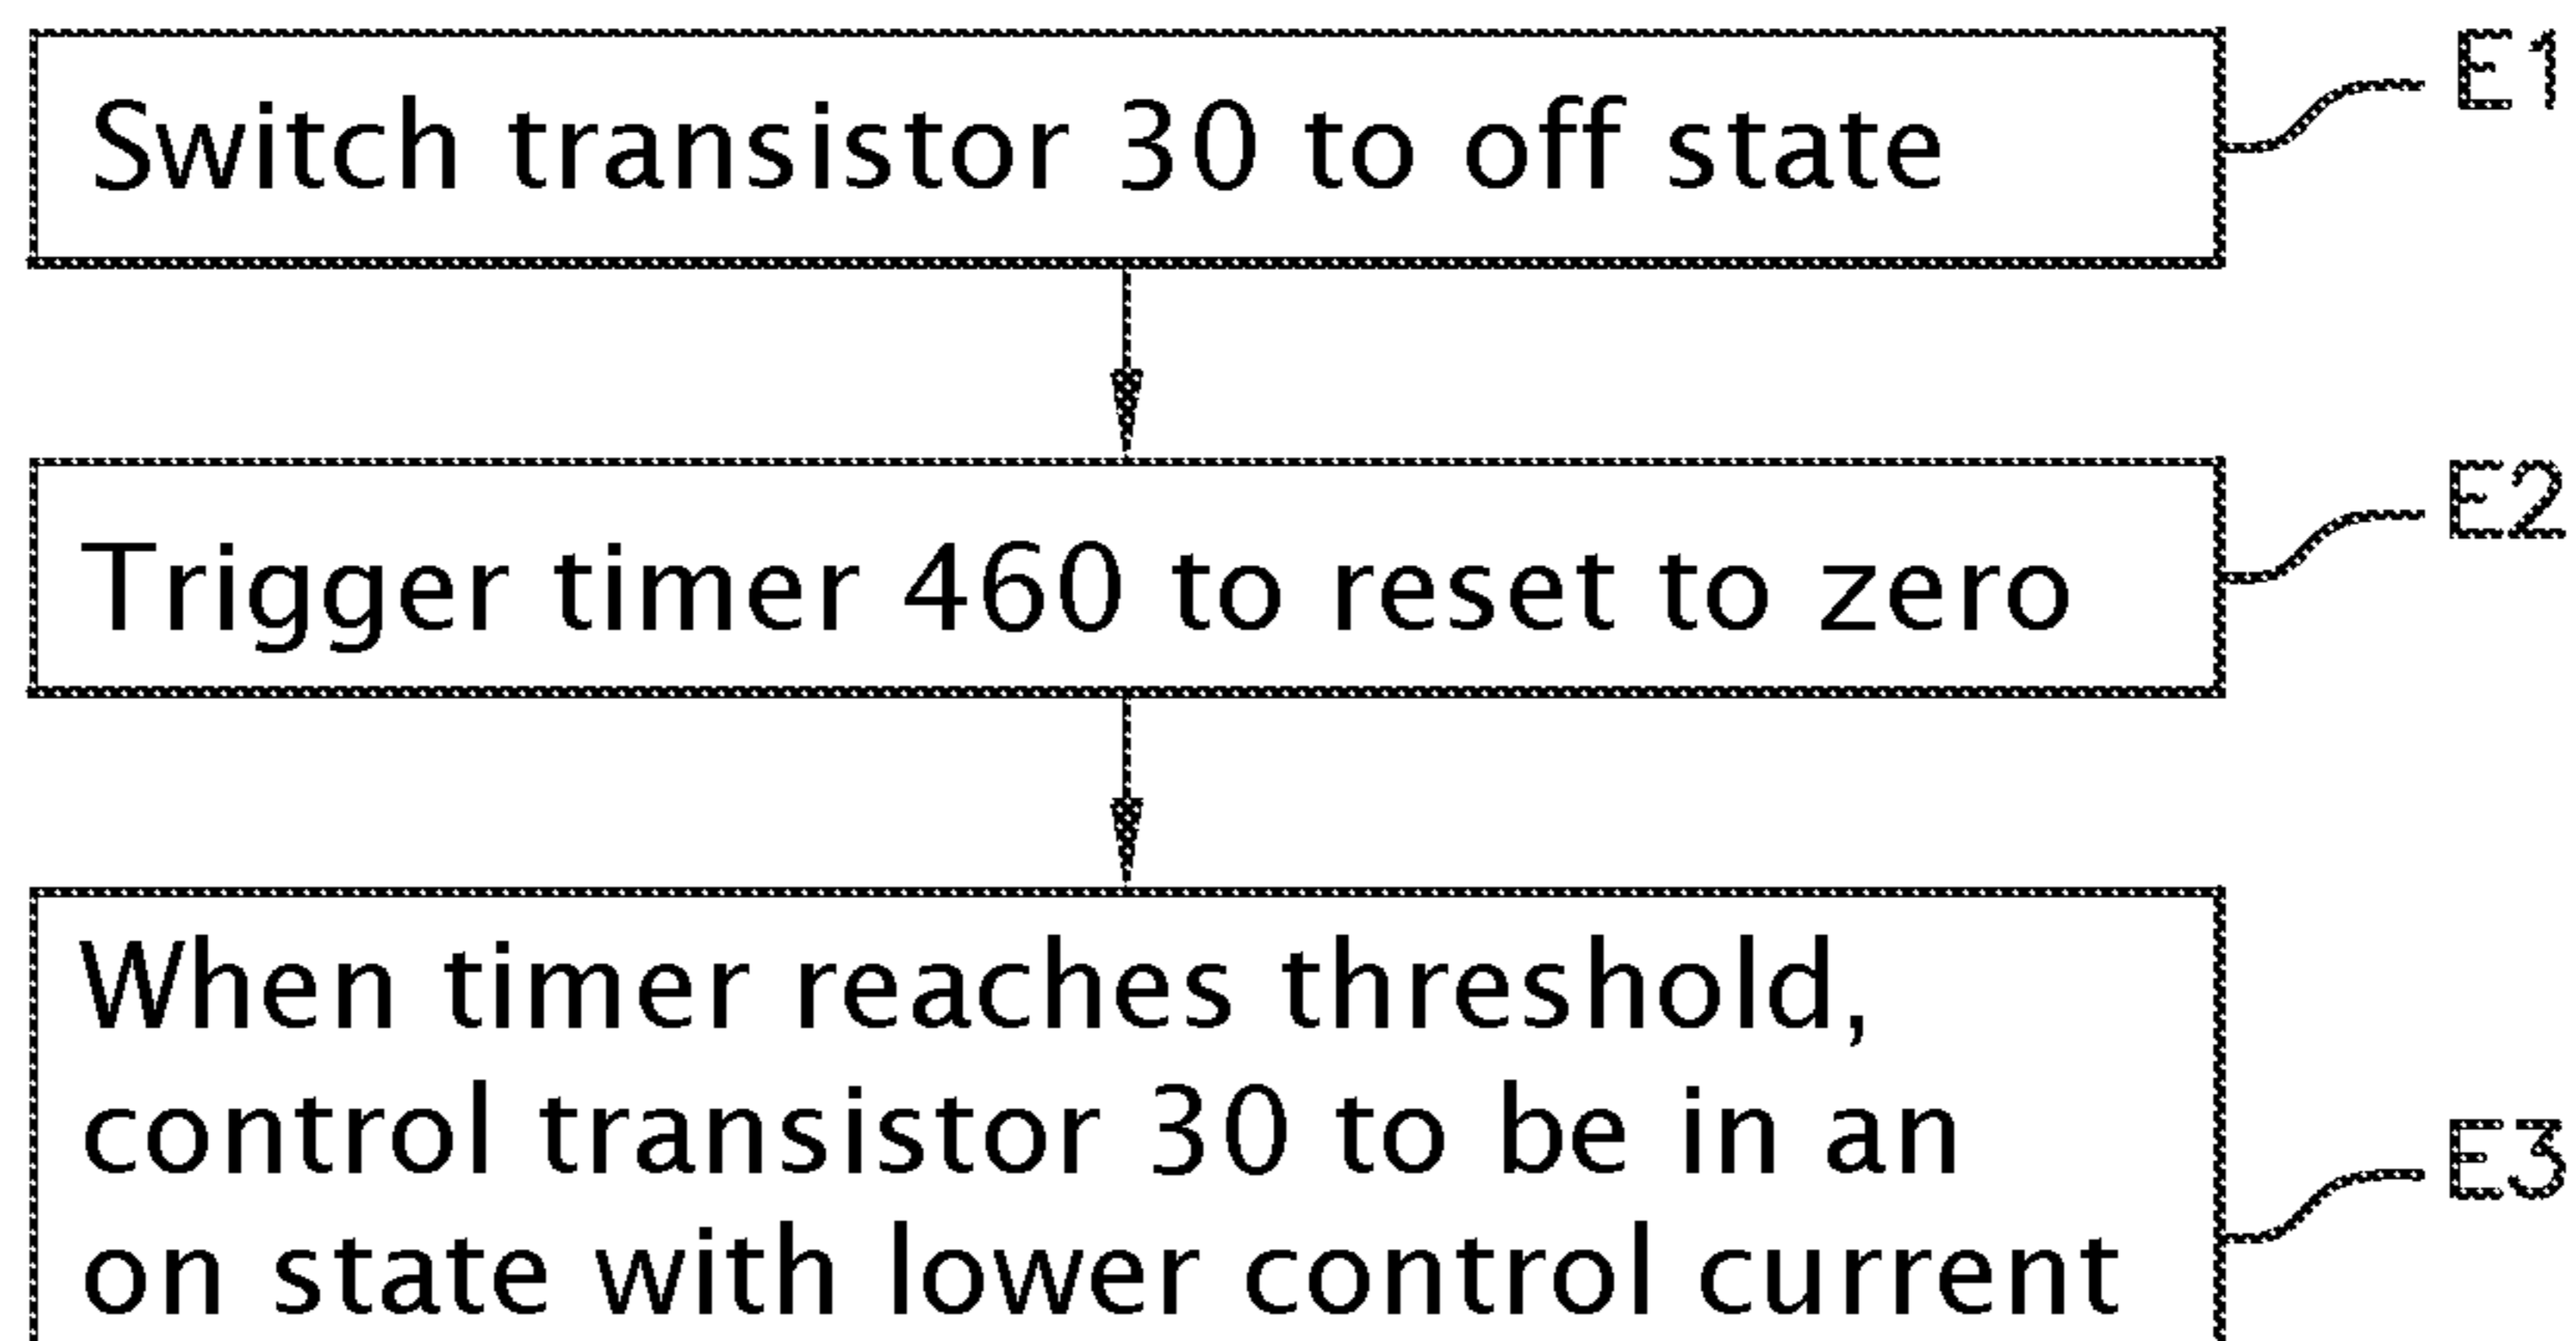 Switch transistor 30 to off state
E1
Trigger timer 460 to reset to zero
E2
When timer reaches threshold,
control transistor 30 to be in an
on state with lower control current
E3